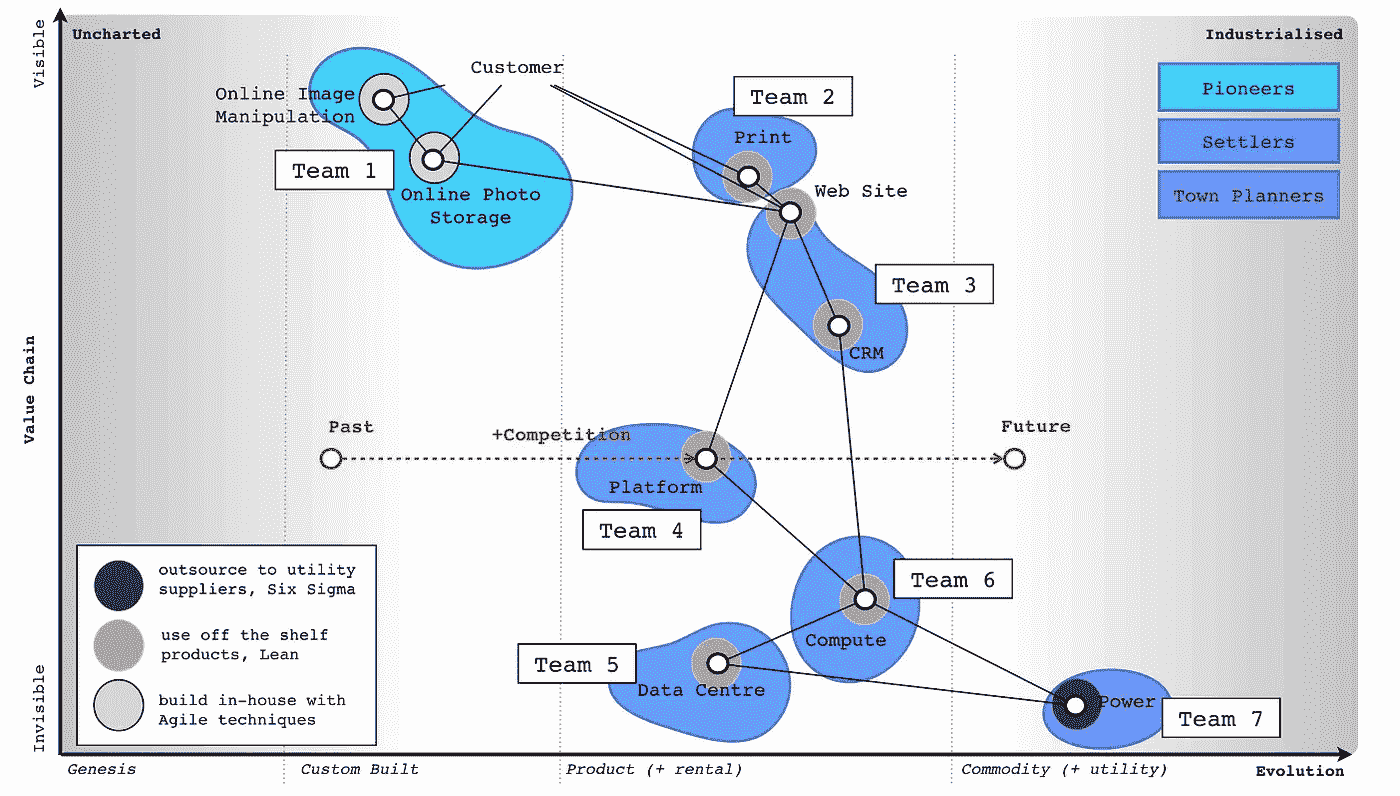 Visible
Uncharted
Industrialised
Customer
Pioneers
Online Image
Manipulation
Team 2
Print
Settlers
Team 1
Online Photo
Storage
Web Site
Town Planners
Team 3
CRM
Value Chain
Past
+Competition
Future
Platform
Team 4
outsource to utility
suppliers, Six Sigma
Team 6
use off the shelf
products, Lean
Compute
Team 5
Data Centre
build in-house with
Agile techniques
Power
Team 7
Invisible
Genesis
Custom Built
Product (+ rental)
Commodity (+ utility)
Evolution